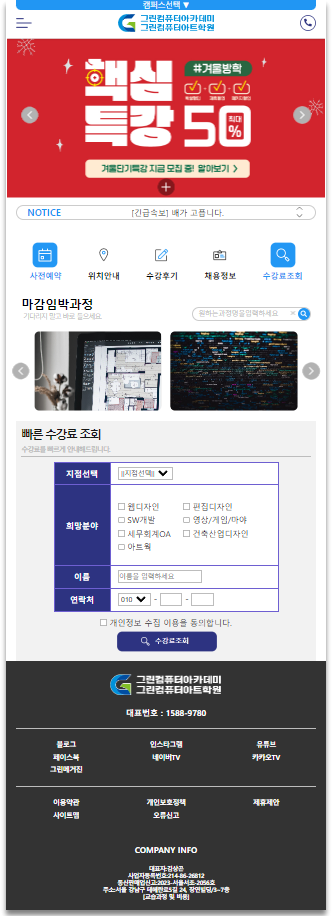 캠퍼스선택 ▼
그린컴퓨터아카데미
그린컴퓨터아트학원
#겨울방학
핵심
특강
최대
50%
겨울단기특강 지금 모집 중! 알아보기 >
NOTICE [긴급속보] 배가 고픕니다.
사전예약 위치안내 수강후기 채용정보 수강료조회
마감임박과정
기다리지 말고 바로 들으세요
원하는과정명을입력하세요 ×
빠른 수강료 조회
수강료를 빠르게 안내해드립니다.
지점선택 ||지점선택||
희망분야
웹디자인 편집디자인
SW개발 영상/게임/마야
세무회계OA 건축산업디자인
아트웍
이름 이름을 입력하세요
연락처 010 - -
개인정보 수집 이용을 동의합니다.
수강료조회
그린컴퓨터아카데미
그린컴퓨터아트학원
대표번호 : 1588-9780
블로그 인스타그램 유튜브
페이스북 네이버TV 카카오TV
그린매거진
이용약관 개인보호정책 제휴제안
사이트맵 오류신고
COMPANY INFO
대표자:김상곤
사업자등록번호:214-86-26812
통신판매업신고:2023-서울서초-2056호
주소:서울 강남구 테헤란로5길 24, 장연빌딩/3~7층
[교습과정 및 비용]